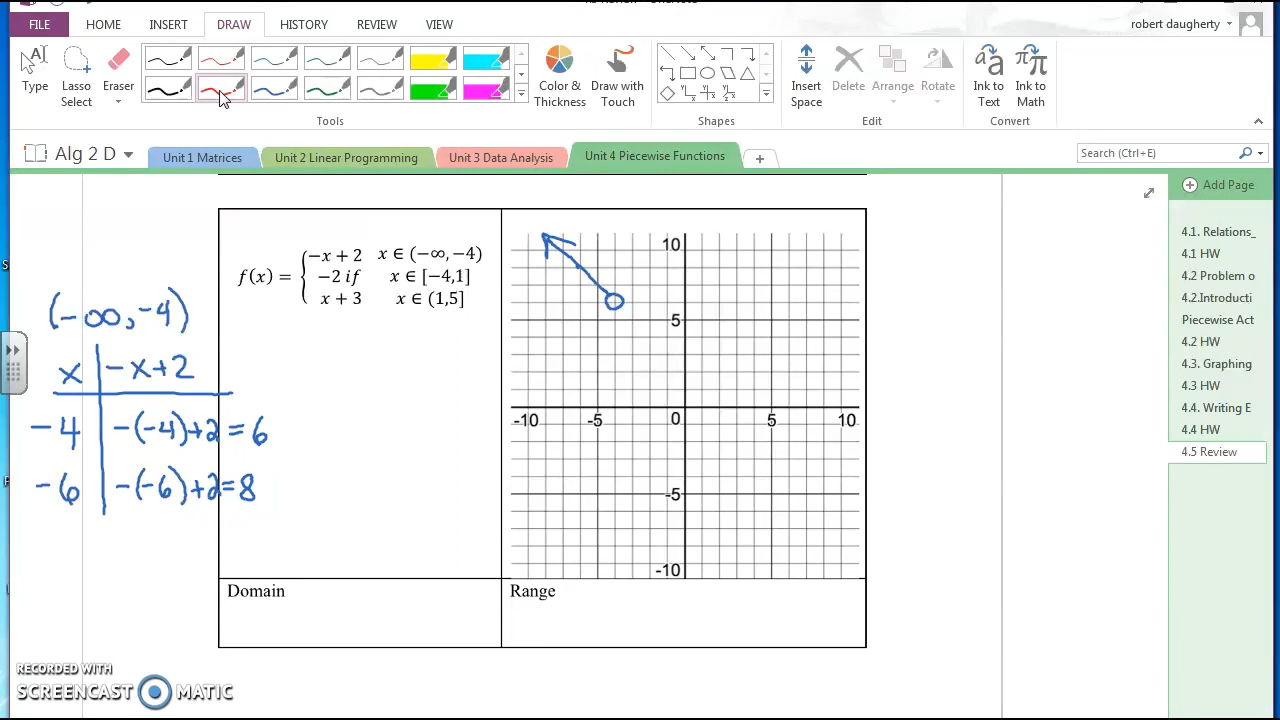 robert daugherty
FILE HOME INSERT DRAW HISTORY REVIEW VIEW
Type
Lasso Select
Eraser
Color & Thickness
Draw with Touch
Insert Space
Delete
Arrange
Rotate
Ink to Text
Ink to Math
Tools Shapes Edit Convert
Alg 2 D
Unit 1 Matrices
Unit 2 Linear Programming
Unit 3 Data Analysis
Unit 4 Piecewise Functions
Search (Ctrl+E)
Add Page
4.1. Relations_
4.1 HW
4.2 Problem o
4.2.Introducti
Piecewise Act
4.2 HW
4.3. Graphing
4.3 HW
4.4. Writing E
4.4 HW
4.5 Review
−x + 2 x ∈ (−∞, −4)
f(x) = { −2 if x ∈ [−4,1]
x + 3 x ∈ (1,5]
(-∞, -4)
x | -x+2
-4 | -(-4)+2 = 6
-6 | -(-6)+2 = 8
10
5
-10 -5 0 5 10
-5
-10
Domain
Range
RECORDED WITH
SCREENCAST MATIC